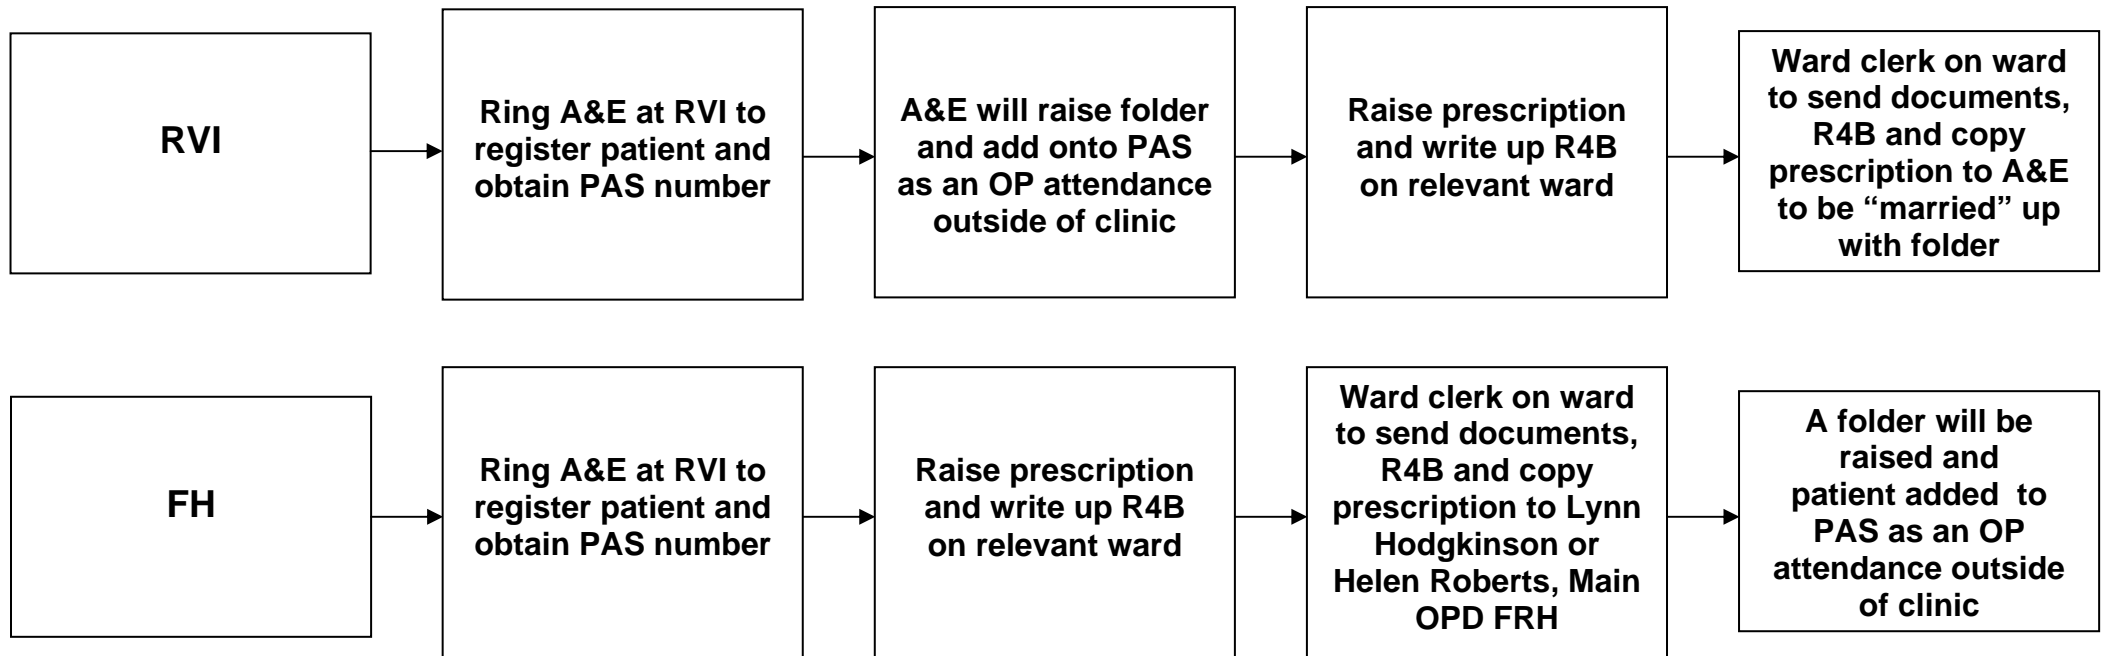 RVI
Ring A&E at RVI to
register patient and
obtain PAS number
A&E will raise folder
and add onto PAS
as an OP attendance
outside of clinic
Raise prescription
and write up R4B
on relevant ward
Ward clerk on ward
to send documents,
R4B and copy
prescription to A&E
to be “married” up
with folder
FH
Ring A&E at RVI to
register patient and
obtain PAS number
Raise prescription
and write up R4B
on relevant ward
Ward clerk on ward
to send documents,
R4B and copy
prescription to Lynn
Hodgkinson or
Helen Roberts, Main
OPD FRH
A folder will be
raised and
patient added  to
PAS as an OP
attendance outside
of clinic